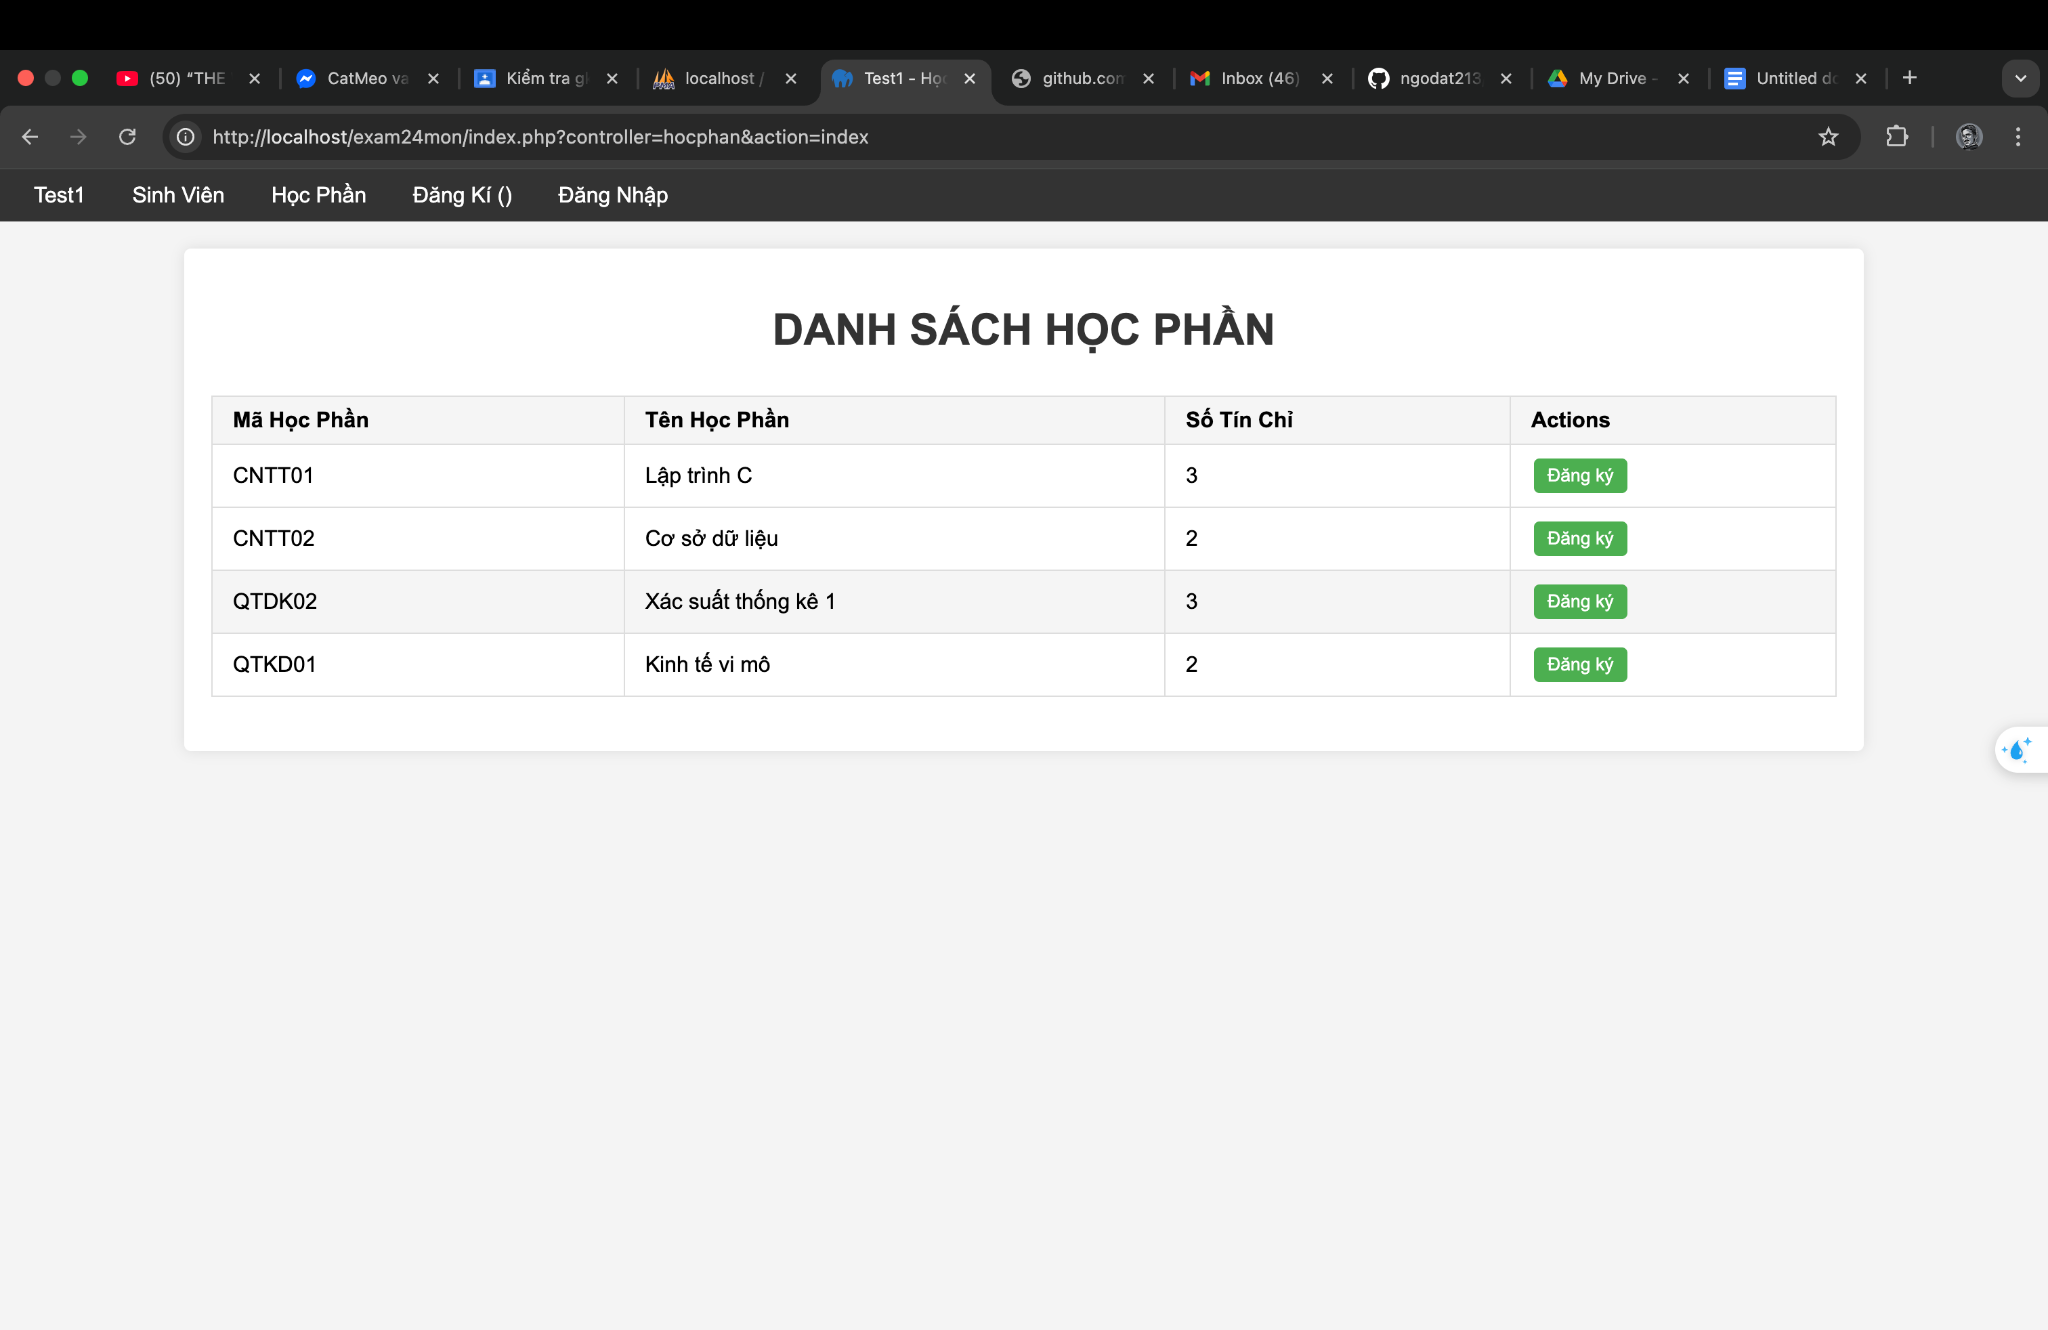 (50) “THE
CatMeo va
Kiểm tra gi
localhost /
Test1 - Học
github.com
Inbox (46)
ngodat213
My Drive -
Untitled do
http://localhost/exam24mon/index.php?controller=hocphan&action=index
Test1 Sinh Viên Học Phần Đăng Kí () Đăng Nhập
DANH SÁCH HỌC PHẦN
Mã Học Phần Tên Học Phần Số Tín Chỉ Actions
CNTT01 Lập trình C 3 Đăng ký
CNTT02 Cơ sở dữ liệu 2 Đăng ký
QTDK02 Xác suất thống kê 1 3 Đăng ký
QTKD01 Kinh tế vi mô 2 Đăng ký